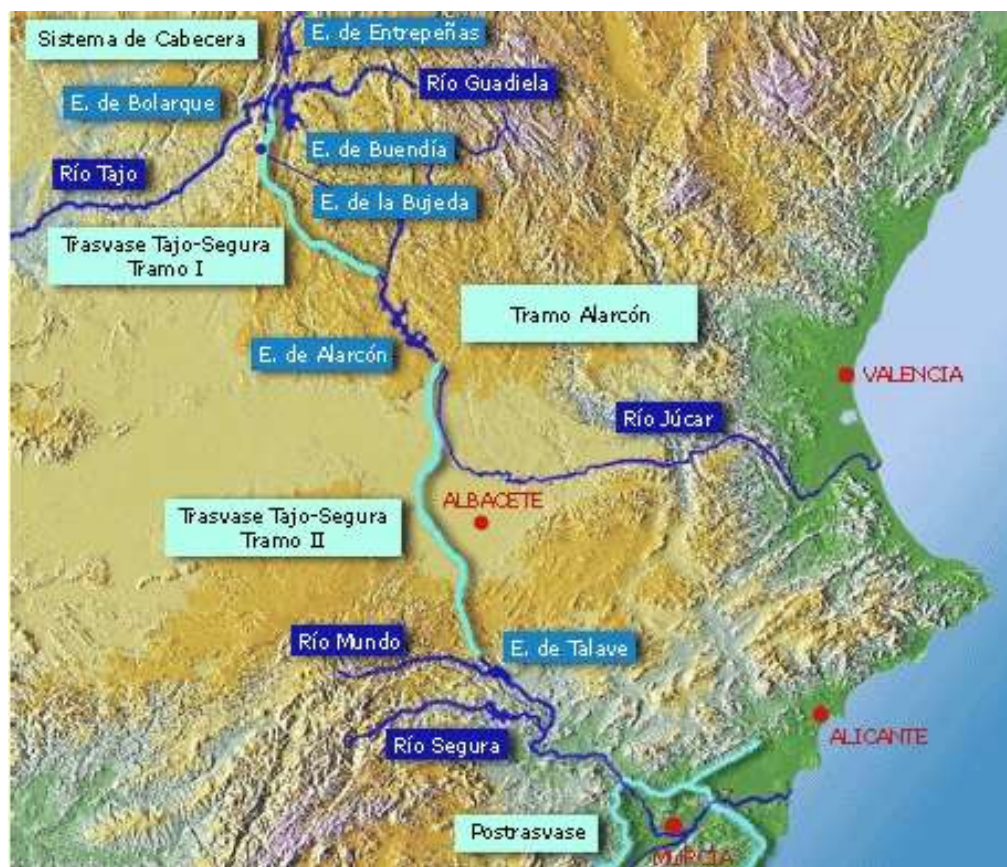 Sistema de Cabecera
E. de Entrepeñas
Río Guadiela
E. de Bolarque
E. de Buendía
Río Tajo
E. de la Bujeda
Trasvase Tajo-Segura
Tramo I
Tramo Alarcón
E. de Alarcón
VALENCIA
Río Júcar
ALBACETE
Trasvase Tajo-Segura
Tramo II
Río Mundo
E. de Talave
Río Segura
ALICANTE
Postrasvase
MURCIA